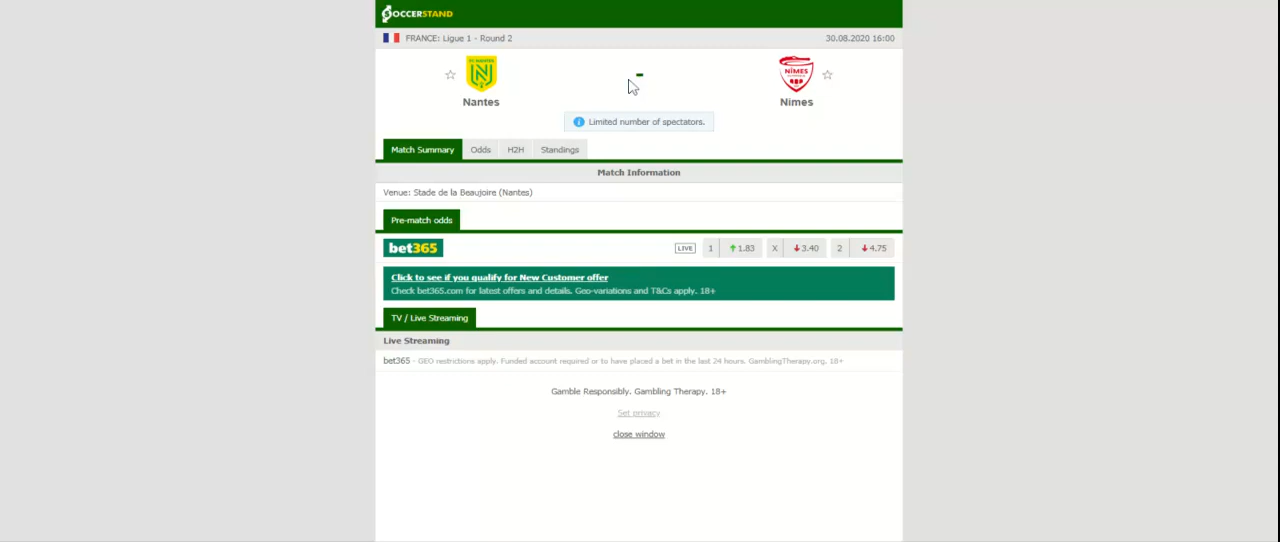 SOCCERSTAND
FRANCE: Ligue 1 - Round 2 30.08.2020 16:00
FC NANTES
N
NÎMES
Nantes
-
Nimes
Limited number of spectators.
Match Summary Odds H2H Standings
Match Information
Venue: Stade de la Beaujoire (Nantes)
Pre-match odds
bet365 LIVE 1 1.83 X 3.40 2 4.75
Click to see if you qualify for New Customer offer
Check bet365.com for latest offers and details. Geo-variations and T&Cs apply. 18+
TV / Live Streaming
Live Streaming
bet365 - GEO restrictions apply. Funded account required or to have placed a bet in the last 24 hours. GamblingTherapy.org, 18+
Gamble Responsibly. Gambling Therapy. 18+
Set privacy
close window